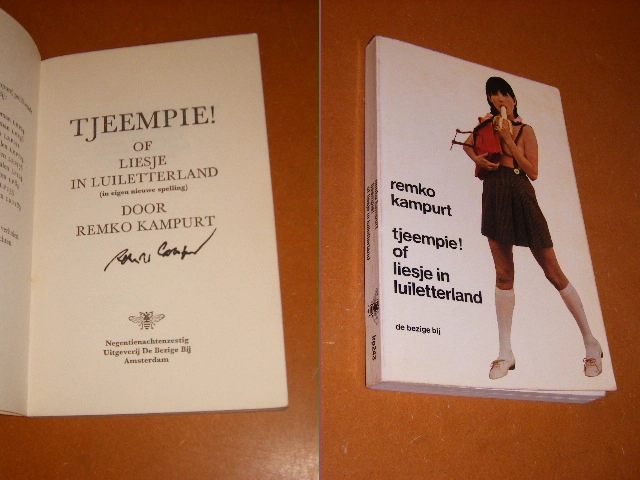 TJEEMPIE!
OF
LIESJE
IN LUILETTERLAND
(in eigen nieuwe spelling)
DOOR
REMKO KAMPURT
Negentienachtenzestig
Uitgeverij De Bezige Bij
Amsterdam
remko
kampurt
tjeempie!
of
liesje in
luiletterland
de bezige bij
lrp243